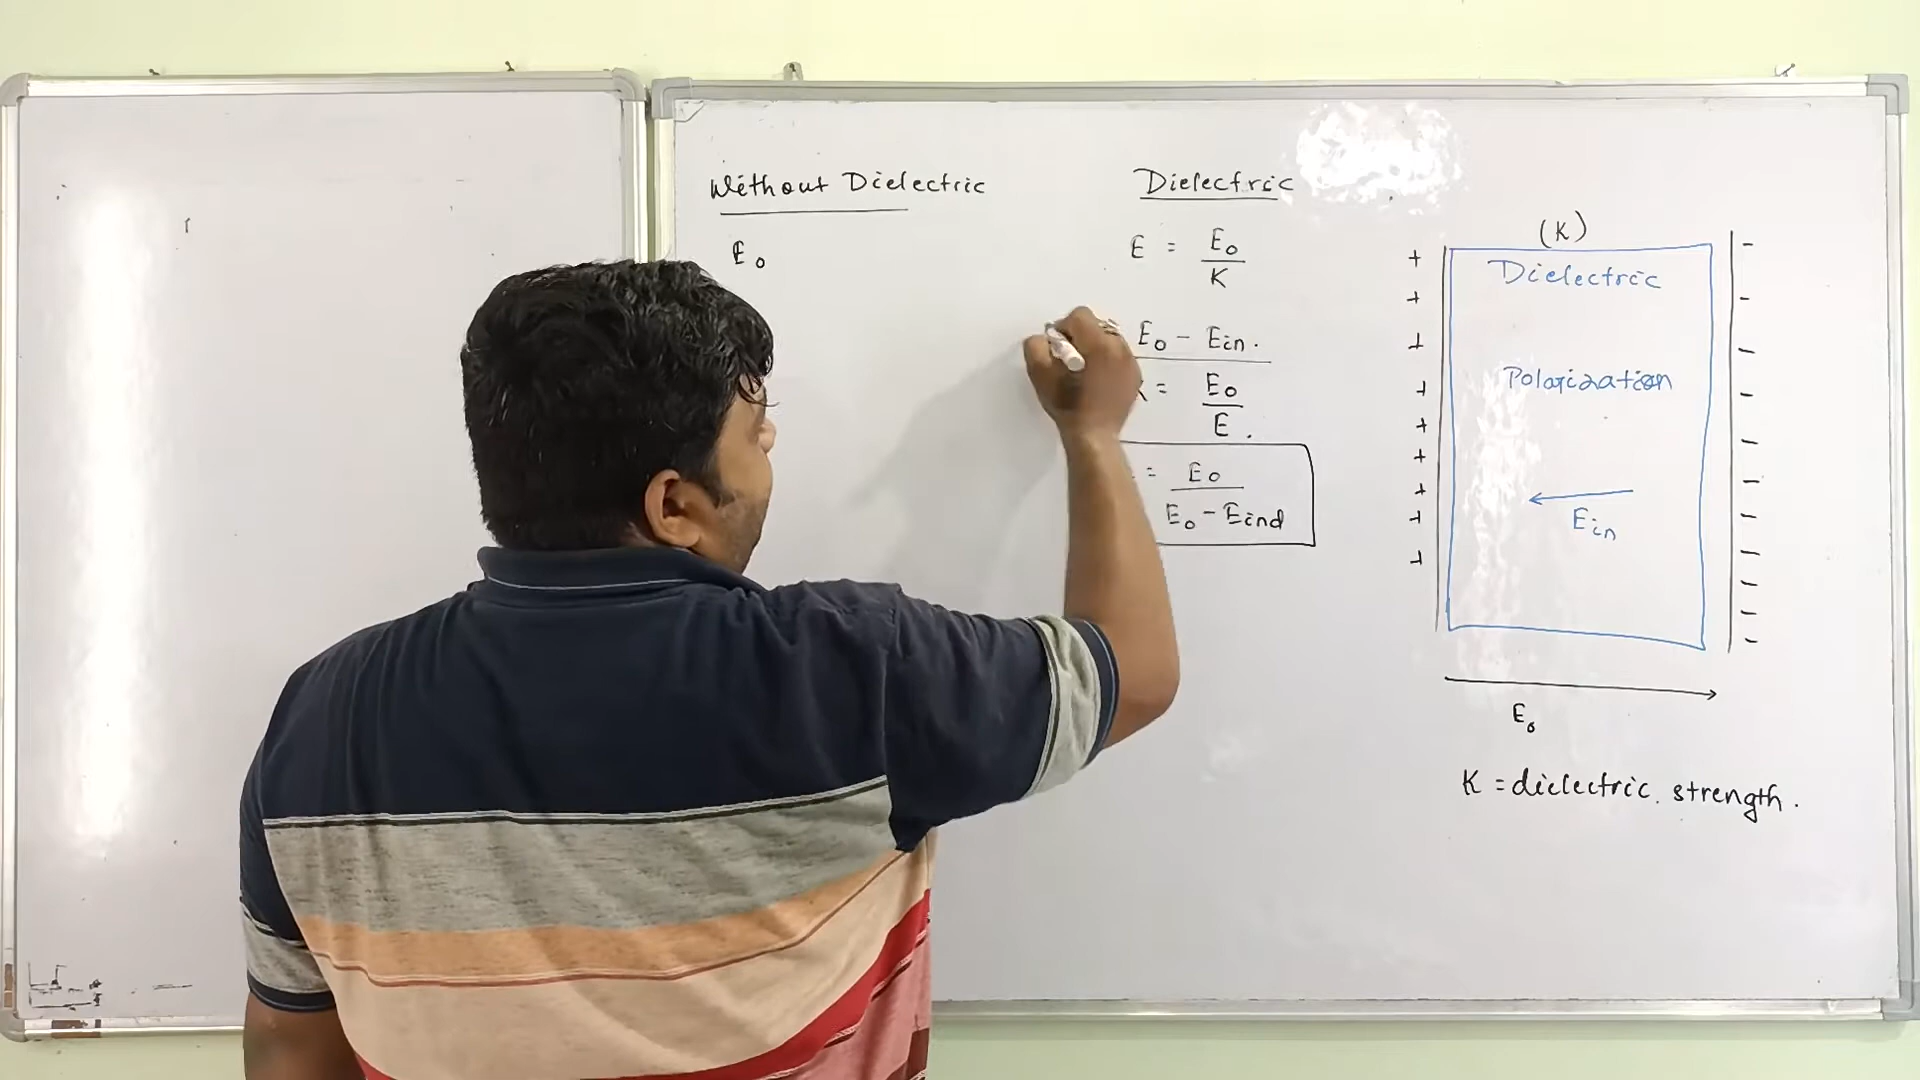 Without Dielectric
E₀
Dielectric
E = E₀/K
E₀ - Ein.
= E₀/E.
= E₀/(E₀ - Eind)
(K)
Dielectric
Polarization
Ein
E₀
K = dielectric strength.